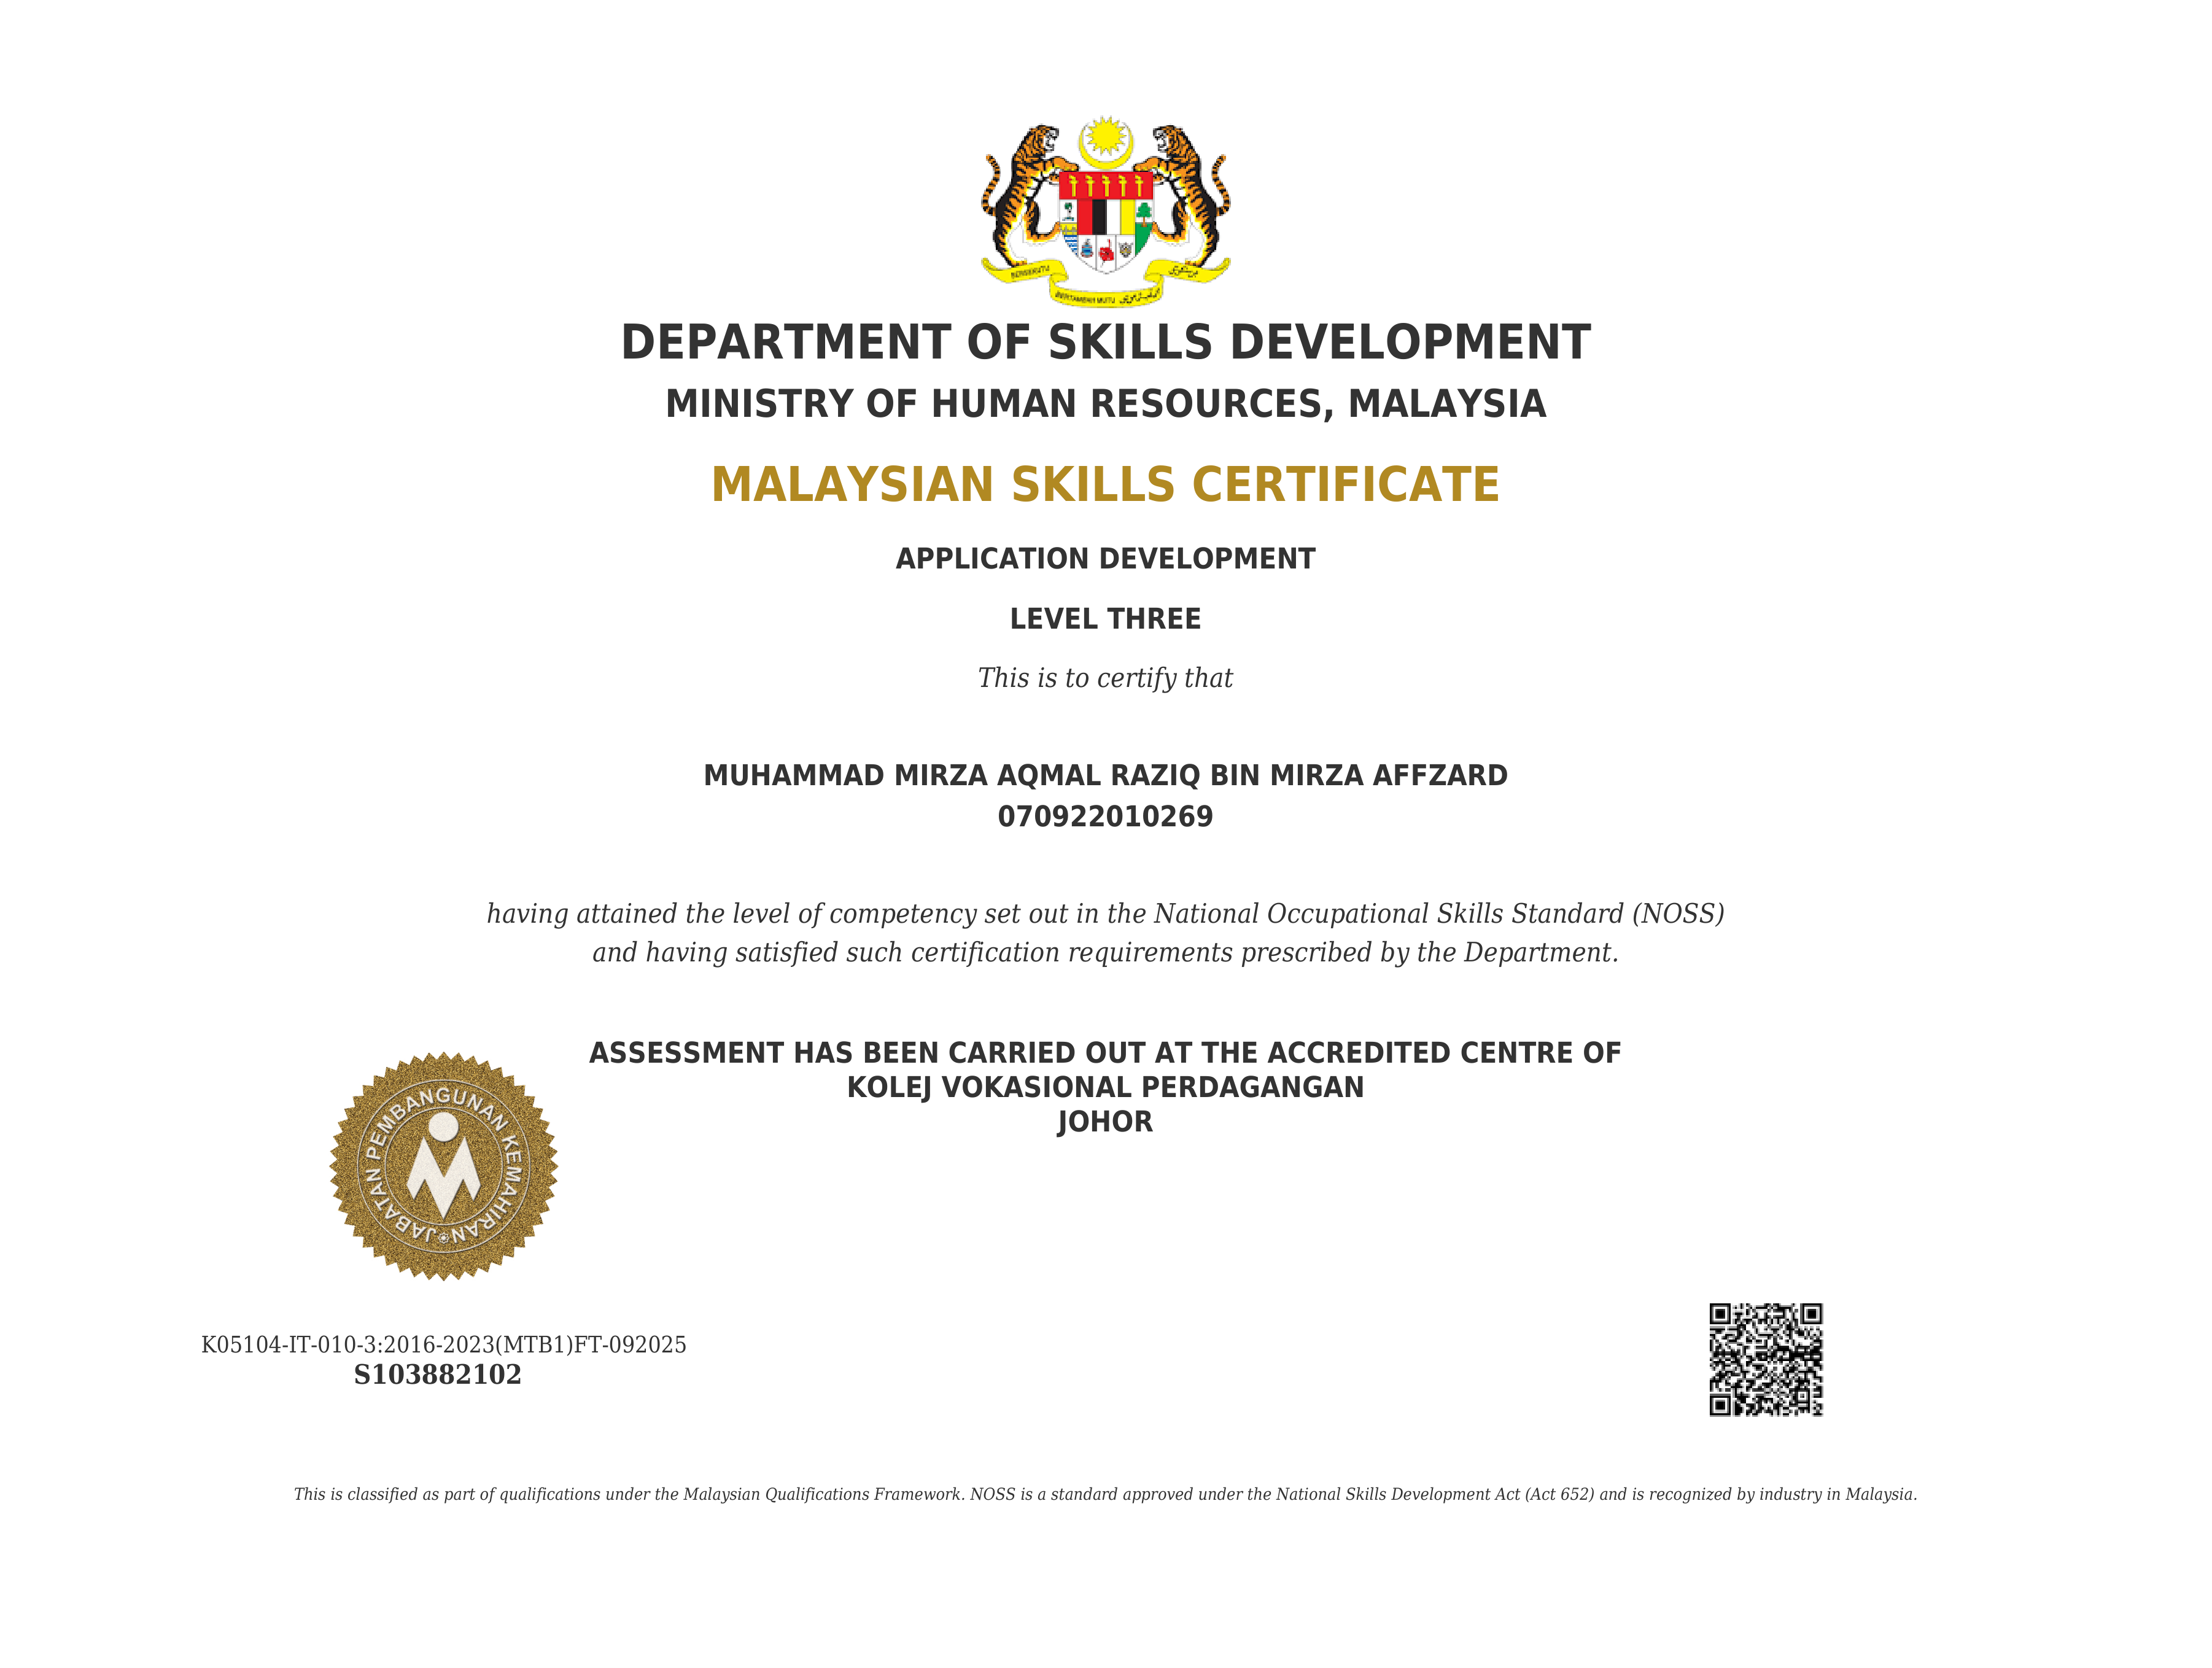 BERSEKUTU
BERTAMBAH MUTU
DEPARTMENT OF SKILLS DEVELOPMENT
MINISTRY OF HUMAN RESOURCES, MALAYSIA
MALAYSIAN SKILLS CERTIFICATE
APPLICATION DEVELOPMENT
LEVEL THREE
This is to certify that
MUHAMMAD MIRZA AQMAL RAZIQ BIN MIRZA AFFZARD
070922010269
having attained the level of competency set out in the National Occupational Skills Standard (NOSS)
and having satisfied such certification requirements prescribed by the Department.
ASSESSMENT HAS BEEN CARRIED OUT AT THE ACCREDITED CENTRE OF
KOLEJ VOKASIONAL PERDAGANGAN
JOHOR
JABATAN PEMBANGUNAN KEMAHIRAN
K05104-IT-010-3:2016-2023(MTB1)FT-092025
S103882102
This is classified as part of qualifications under the Malaysian Qualifications Framework. NOSS is a standard approved under the National Skills Development Act (Act 652) and is recognized by industry in Malaysia.